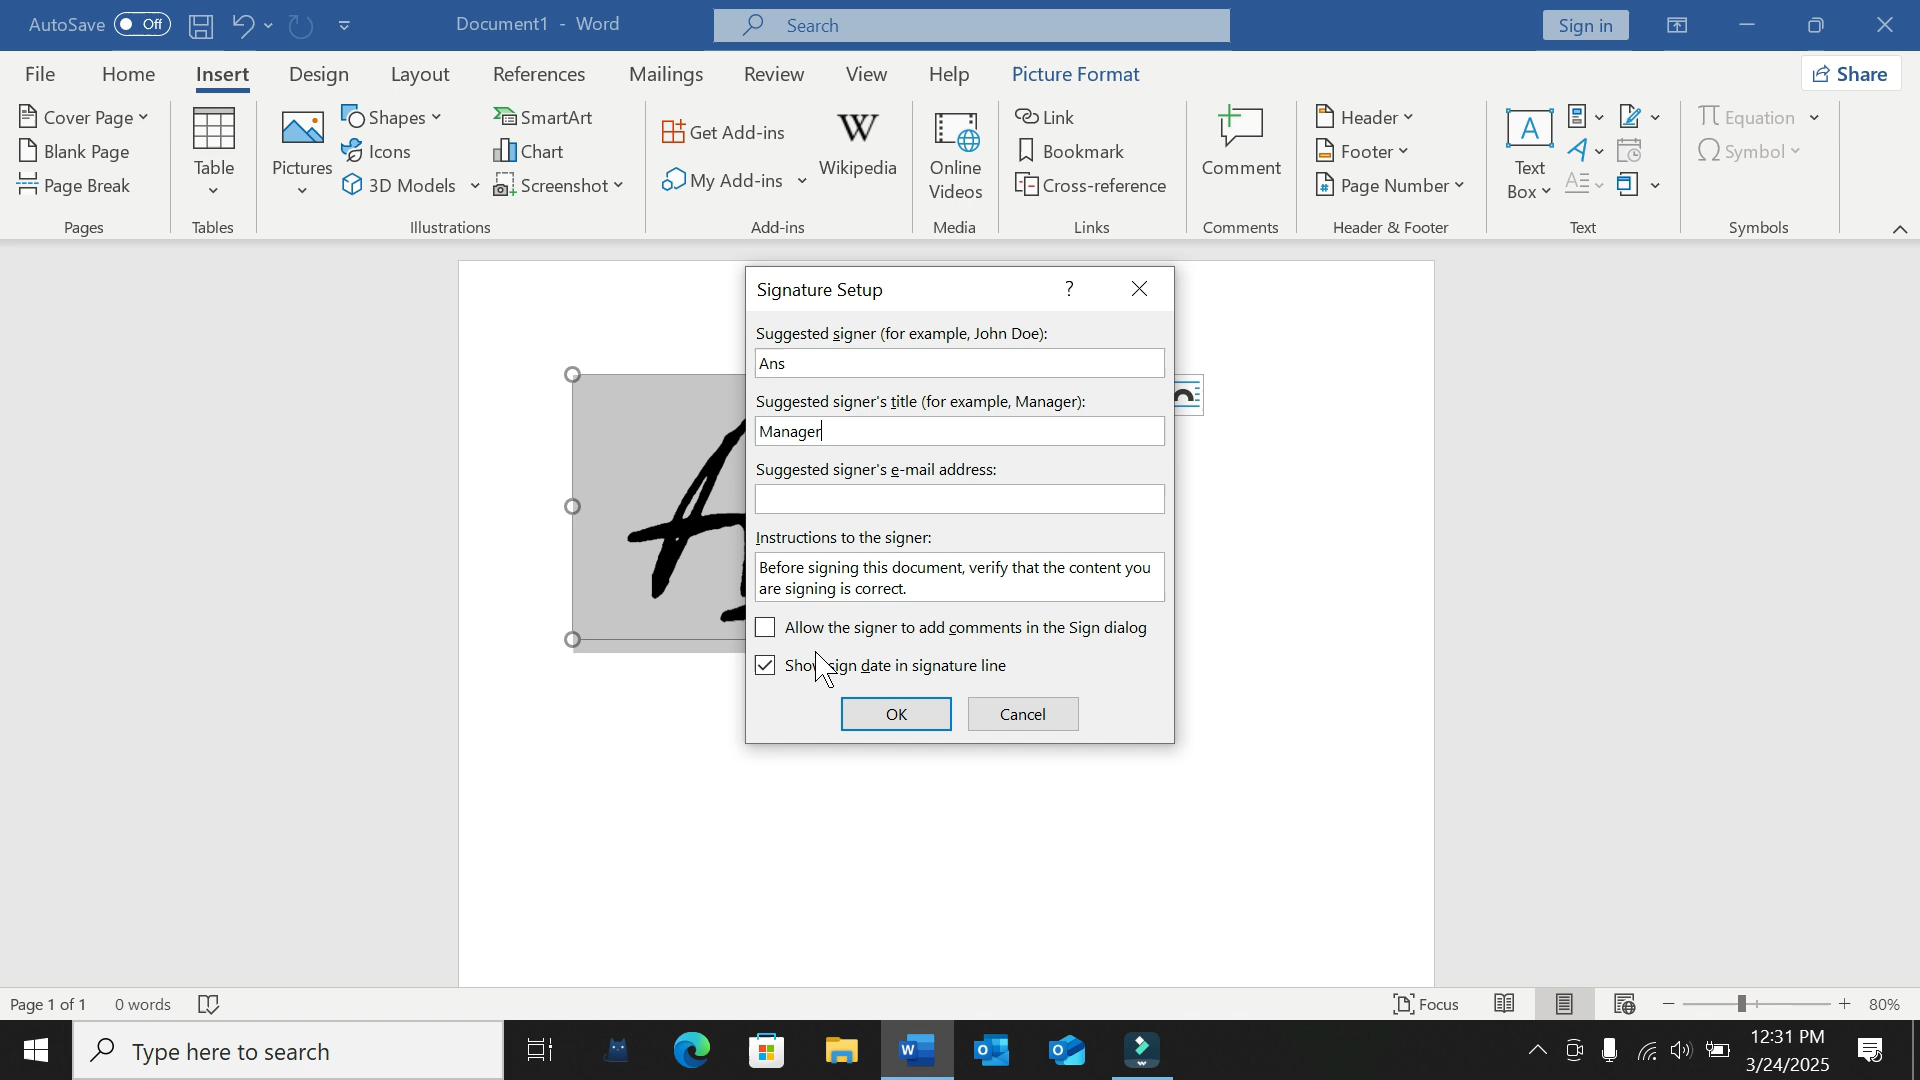 AutoSave Off Document1 - Word Search Sign in
File Home Insert Design Layout References Mailings Review View Help Picture Format Share
Cover Page
Blank Page
Page Break
Pages
Table
Tables
Pictures
Shapes
Icons
3D Models
SmartArt
Chart
Screenshot
Illustrations
Get Add-ins
My Add-ins
W
Wikipedia
Add-ins
Online
Videos
Media
Link
Bookmark
Cross-reference
Links
Comment
Comments
Header
Footer
Page Number
Header & Footer
Text
Box
Text
Equation
Symbol
Symbols
Signature Setup ?
Suggested signer (for example, John Doe):
Ans
Suggested signer's title (for example, Manager):
Manager
Suggested signer's e-mail address:
Instructions to the signer:
Before signing this document, verify that the content you
are signing is correct.
Allow the signer to add comments in the Sign dialog
Show sign date in signature line
OK Cancel
Page 1 of 1 0 words Focus 80%
Type here to search
12:31 PM
3/24/2025